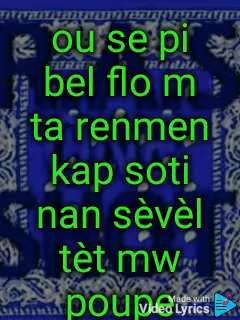 ou se pi
bel flo m
ta renmen
kap soti
nan sèvèl
tèt mw
poupe
Made with
Video Lyrics